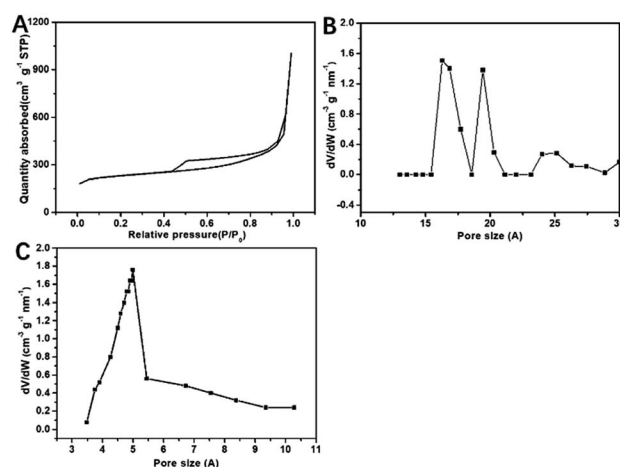 A
Quantity absorbed(cm³ g⁻¹ STP)
1200
900
600
300
0
0.0 0.2 0.4 0.6 0.8 1.0
Relative pressure(P/P₀)
B
dV/dW (cm⁻³ g⁻¹ nm⁻¹)
2.0
1.6
1.2
0.8
0.4
0.0
-0.4
10 15 20 25 30
Pore size (A)
C
dV/dW (cm⁻³ g⁻¹ nm⁻¹)
2.0
1.8
1.6
1.4
1.2
1.0
0.8
0.6
0.4
0.2
0.0
3 4 5 6 7 8 9 10 11
Pore size (A)